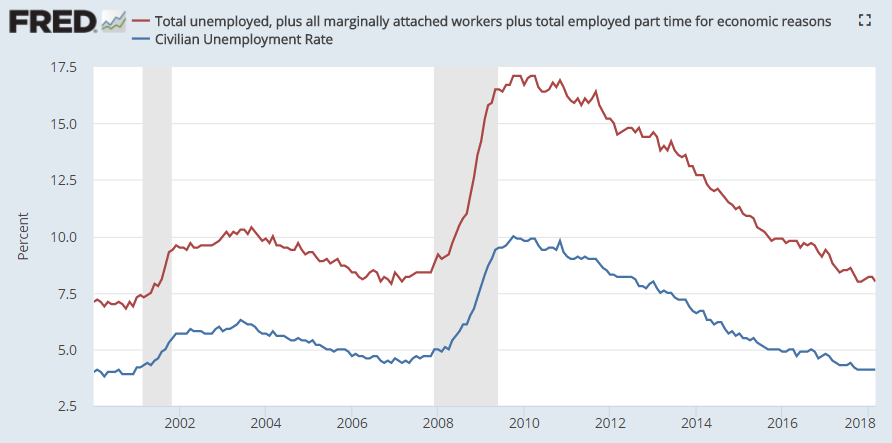 FRED
Total unemployed, plus all marginally attached workers plus total employed part time for economic reasons
Civilian Unemployment Rate
17.5
15.0
12.5
10.0
7.5
5.0
2.5
Percent
2002 2004 2006 2008 2010 2012 2014 2016 2018